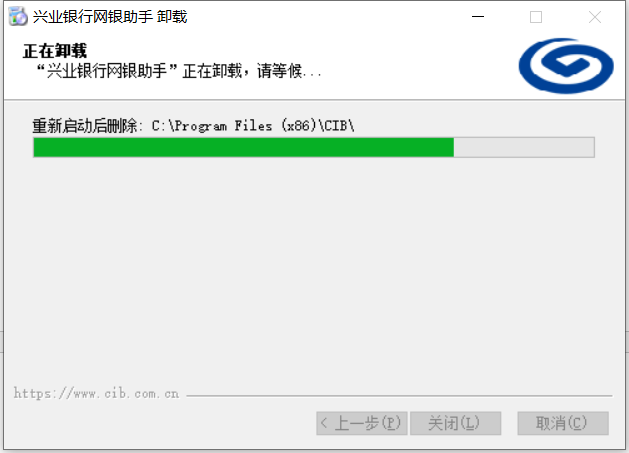 兴业银行网银助手 卸载
正在卸载
“兴业银行网银助手”正在卸载，请等候...
重新启动后删除: C:\Program Files (x86)\CIB\
https://www.cib.com.cn
< 上一步(P) 关闭(L) 取消(C)